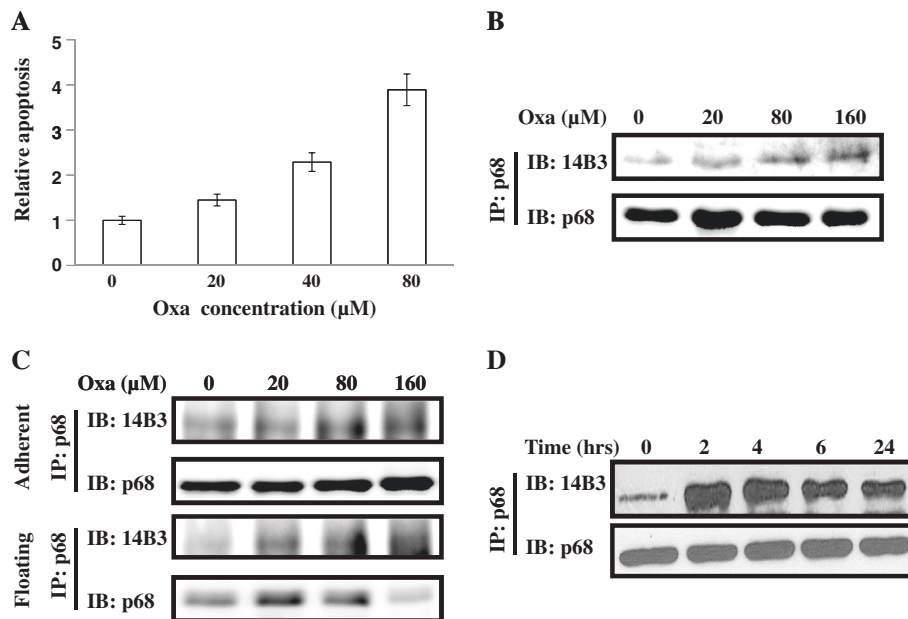 A
5
4
3
2
1
0
Relative apoptosis
0 20 40 80
Oxa concentration (µM)
B
Oxa (µM) 0 20 80 160
IP: p68
IB: 14B3
IB: p68
C
Oxa (µM) 0 20 80 160
Adherent
IP: p68
IB: 14B3
IB: p68
Floating
IP: p68
IB: 14B3
IB: p68
D
Time (hrs) 0 2 4 6 24
IP: p68
IB: 14B3
IB: p68